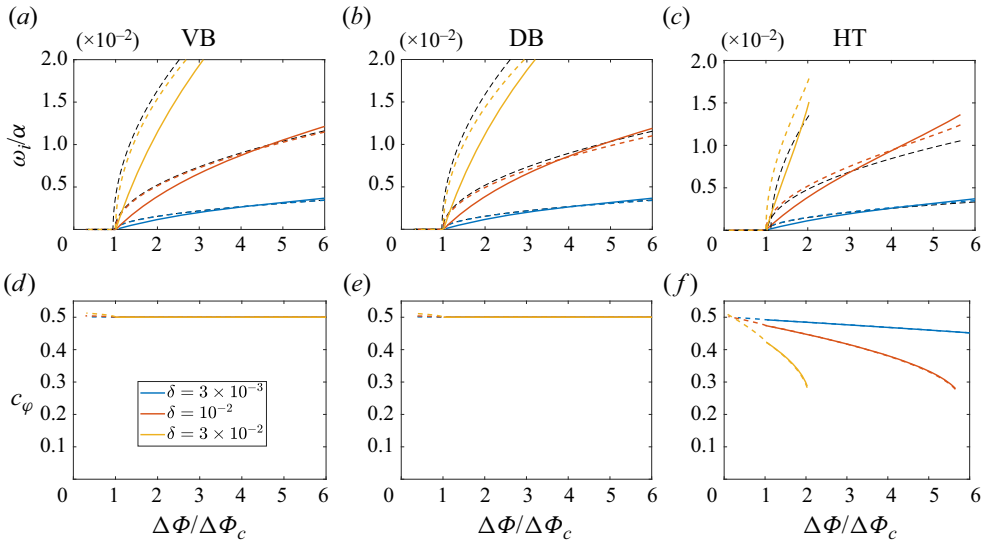 (a) (b) (c)
(×10⁻²) VB (×10⁻²) DB (×10⁻²) HT
2.0 2.0 2.0
1.5 1.5 1.5
ω_i/α
1.0 1.0 1.0
0.5 0.5 0.5
0 1 2 3 4 5 6 0 1 2 3 4 5 6 0 1 2 3 4 5 6
(d) (e) (f)
0.5 0.5 0.5
0.4 0.4 0.4
c_φ
0.3 0.3 0.3
δ = 3 × 10⁻³
δ = 10⁻²
δ = 3 × 10⁻²
0.2 0.2 0.2
0.1 0.1 0.1
0 1 2 3 4 5 6 0 1 2 3 4 5 6 0 1 2 3 4 5 6
ΔΦ/ΔΦ_c ΔΦ/ΔΦ_c ΔΦ/ΔΦ_c